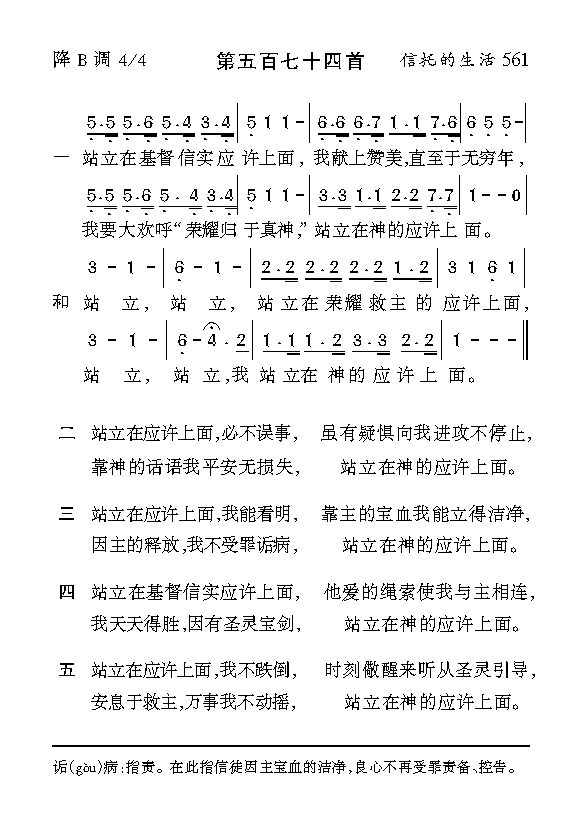 降 B 调 4/4 第五百七十四首 信托的生活 561
5·5 5·6 5·4 3·4 | 5 1 1 - | 6·6 6·7 1·1 7·6 | 6 5 5 - |
一 站立在基督信实应 许上面, 我献上赞美,直至于无穷年,
5·5 5·6 5·4 3·4 | 5 1 1 - | 3·3 1·1 2·2 7·7 | 1 - - 0 |
我要大欢呼“荣耀归 于真神,” 站立在神的应许上 面。
3 - 1 - | 6 - 1 - | 2·2 2·2 2·2 1·2 | 3 1 6 1 |
和 站 立, 站 立, 站立在荣耀救主的 应许上面,
3 - 1 - | 6 - 4·2 | 1·1 1·2 3·3 2·2 | 1 - - - ‖
站 立, 站 立,我 站立在 神的应许上 面。
二 站立在应许上面,必不误事, 虽有疑惧向我进攻不停止,
靠神的话语我平安无损失, 站立在神的应许上面。
三 站立在应许上面,我能看明, 靠主的宝血我能立得洁净,
因主的释放,我不受罪诟病, 站立在神的应许上面。
四 站立在基督信实应许上面, 他爱的绳索使我与主相连,
我天天得胜,因有圣灵宝剑, 站立在神的应许上面。
五 站立在应许上面,我不跌倒, 时刻儆醒来听从圣灵引导,
安息于救主,万事我不动摇, 站立在神的应许上面。
诟(gòu)病:指责。在此指信徒因主宝血的洁净,良心不再受罪责备、控告。